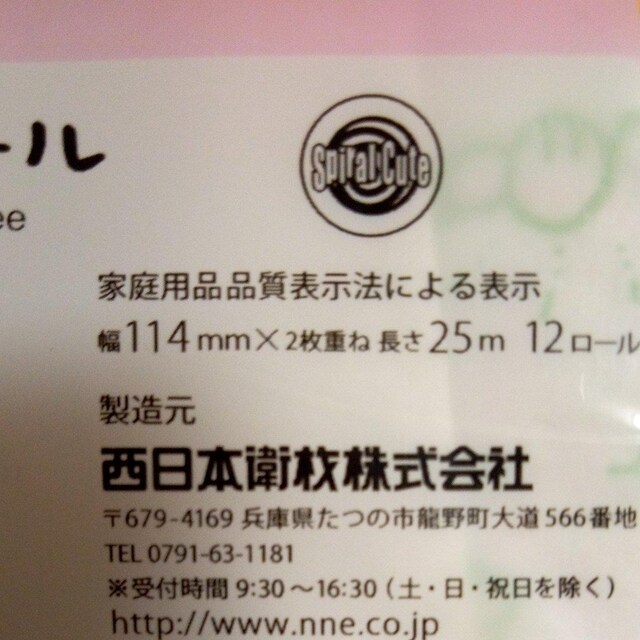 ール
Spiral Cute
ee
家庭用品品質表示法による表示
幅114mm×2枚重ね 長さ25m 12ロール
製造元
西日本衛材株式会社
〒679-4169 兵庫県たつの市龍野町大道566番地
TEL 0791-63-1181
※受付時間 9:30～16:30(土・日・祝日を除く)
http://www.nne.co.jp